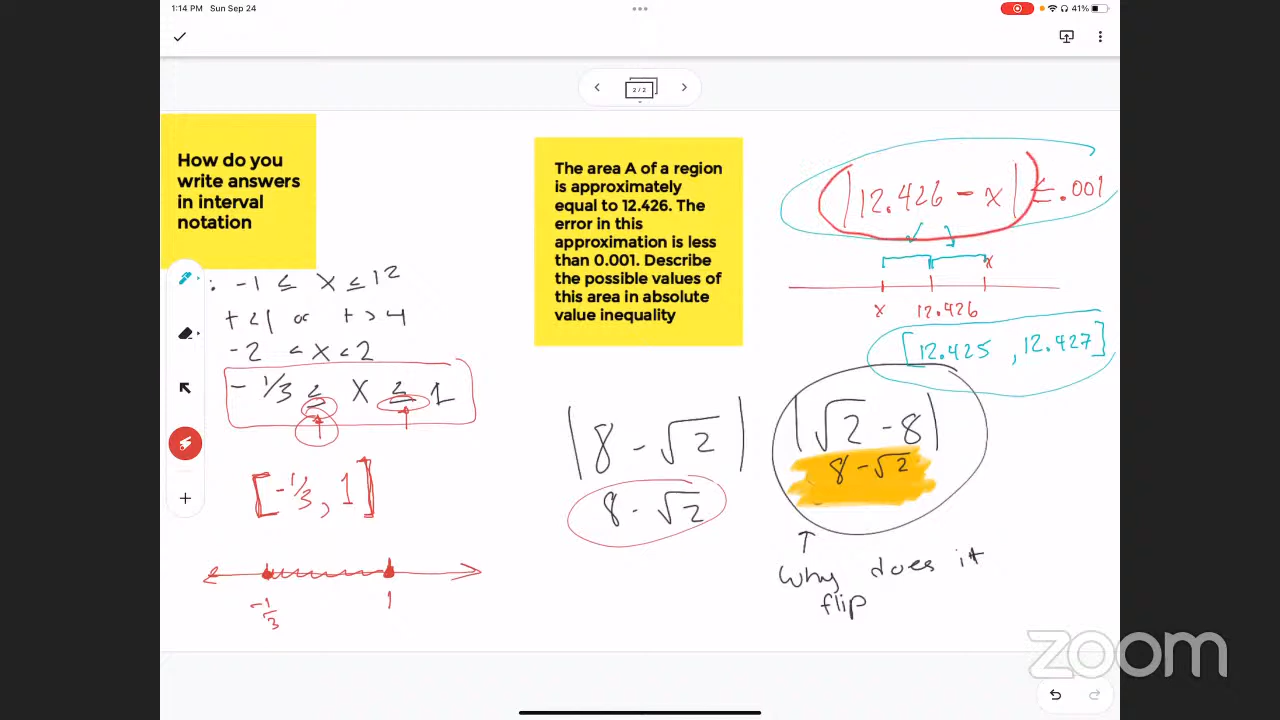 1:14 PM Sun Sep 24
41%
2/2
How do you
write answers
in interval
notation
: -1 ≤ x ≤ 12
t < 1 or t > 4
-2 < x < 2
-1/3 ≤ x ≤ 1
[-1/3, 1]
-1/3 1
The area A of a region
is approximately
equal to 12.426. The
error in this
approximation is less
than 0.001. Describe
the possible values of
this area in absolute
value inequality
|12.426 - x| ≤ .001
x
x 12.426
[12.425, 12.427]
|8 - √2|
8 - √2
|√2 - 8|
8 - √2
Why does it
flip
zoom